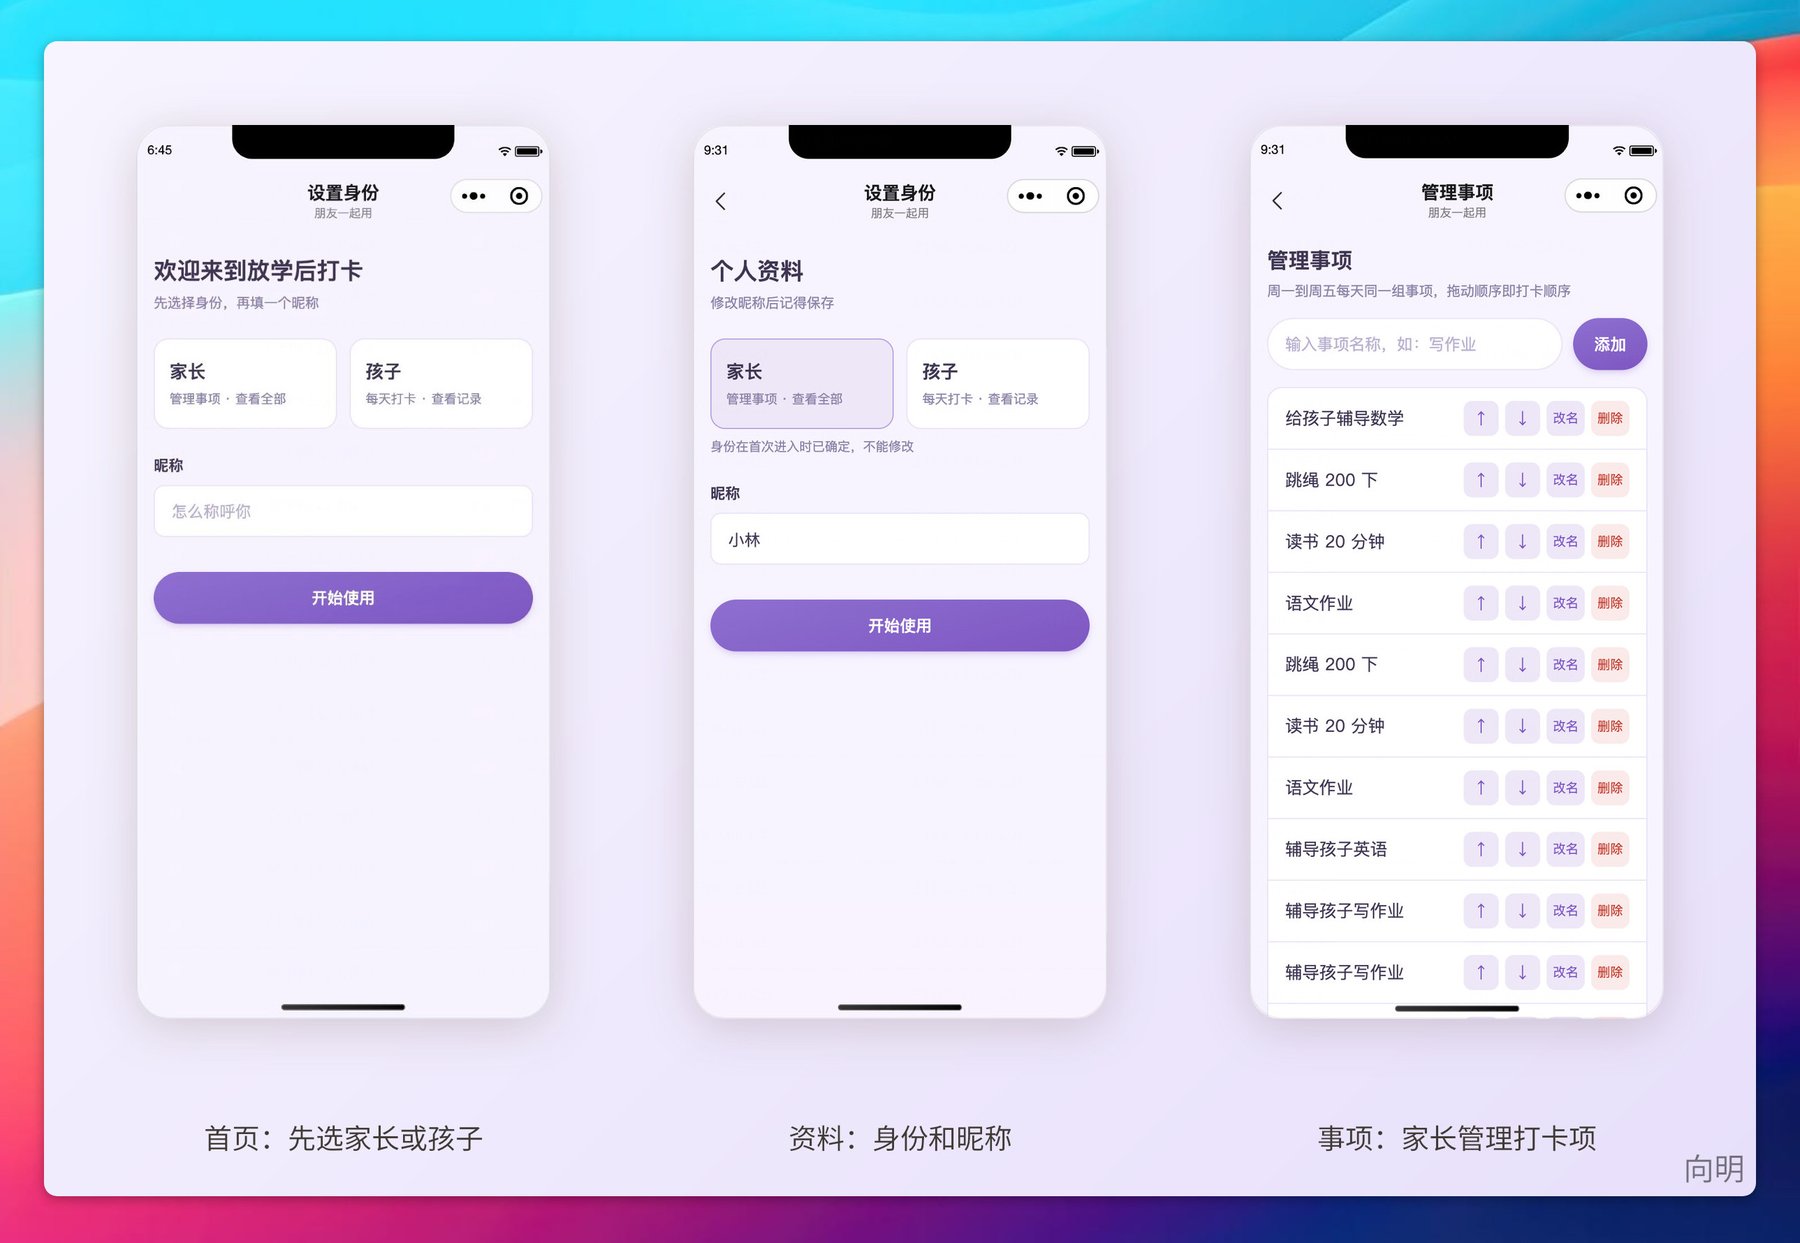 6:45
设置身份
朋友一起用
欢迎来到放学后打卡
先选择身份，再填一个昵称
家长
管理事项 · 查看全部
孩子
每天打卡 · 查看记录
昵称
怎么称呼你
开始使用
首页：先选家长或孩子
9:31
设置身份
朋友一起用
个人资料
修改昵称后记得保存
家长
管理事项 · 查看全部
孩子
每天打卡 · 查看记录
身份在首次进入时已确定，不能修改
昵称
小林
开始使用
资料：身份和昵称
9:31
管理事项
朋友一起用
管理事项
周一到周五每天同一组事项，拖动顺序即打卡顺序
输入事项名称，如：写作业 添加
给孩子辅导数学 ↑ ↓ 改名 删除
跳绳 200 下 ↑ ↓ 改名 删除
读书 20 分钟 ↑ ↓ 改名 删除
语文作业 ↑ ↓ 改名 删除
跳绳 200 下 ↑ ↓ 改名 删除
读书 20 分钟 ↑ ↓ 改名 删除
语文作业 ↑ ↓ 改名 删除
辅导孩子英语 ↑ ↓ 改名 删除
辅导孩子写作业 ↑ ↓ 改名 删除
辅导孩子写作业 ↑ ↓ 改名 删除
事项：家长管理打卡项
向明